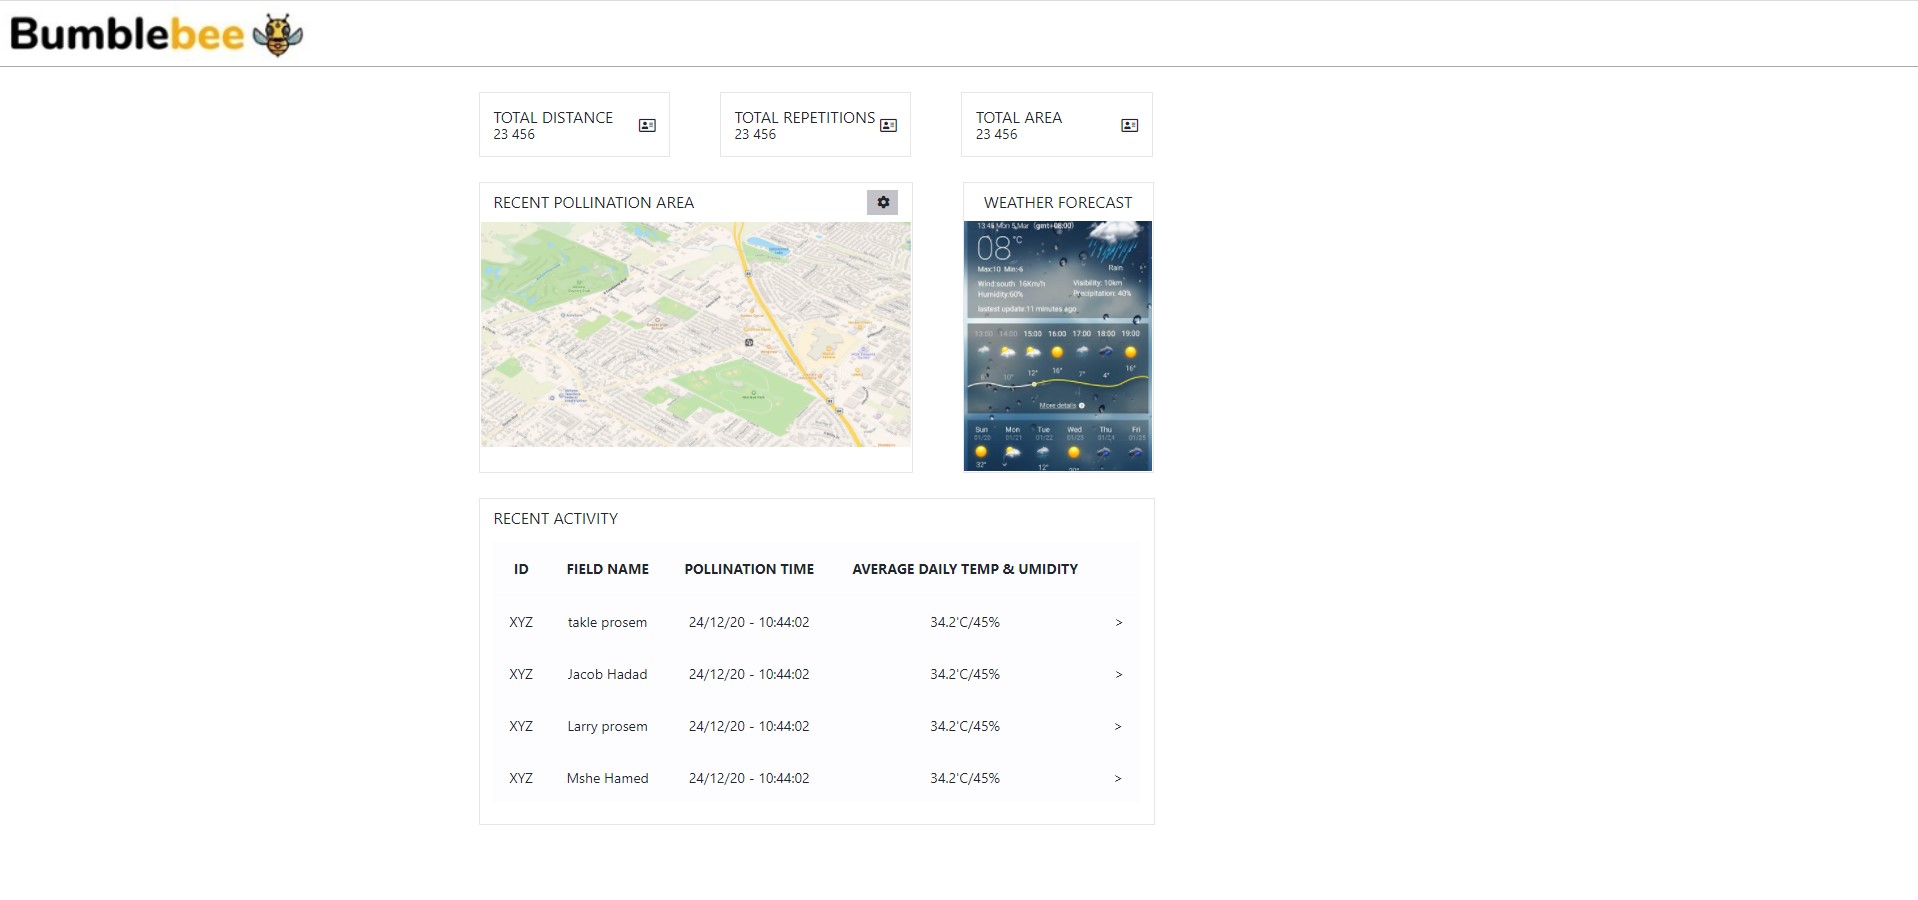 Bumblebee
TOTAL DISTANCE
23 456
TOTAL REPETITIONS
23 456
TOTAL AREA
23 456
RECENT POLLINATION AREA
WEATHER FORECAST
13:45 Mon 5,Mar (gmt+08:00)
08°C
Max:10 Min:-6
Rain
Wind:south 16Km/h
Visibility: 10km
Humidity:60%
Precipitation: 40%
lastest update:11 minutes ago
13:00 14:00 15:00 16:00 17:00 18:00 19:00
8° 10° 12° 16° 7° 4° 16°
More details
Sun Mon Tue Wed Thu Fri
01/20 01/21 01/22 01/23 01/24 01/25
32° 12°
RECENT ACTIVITY
ID FIELD NAME POLLINATION TIME AVERAGE DAILY TEMP & UMIDITY
XYZ takle prosem 24/12/20 - 10:44:02 34.2'C/45% >
XYZ Jacob Hadad 24/12/20 - 10:44:02 34.2'C/45% >
XYZ Larry prosem 24/12/20 - 10:44:02 34.2'C/45% >
XYZ Mshe Hamed 24/12/20 - 10:44:02 34.2'C/45% >